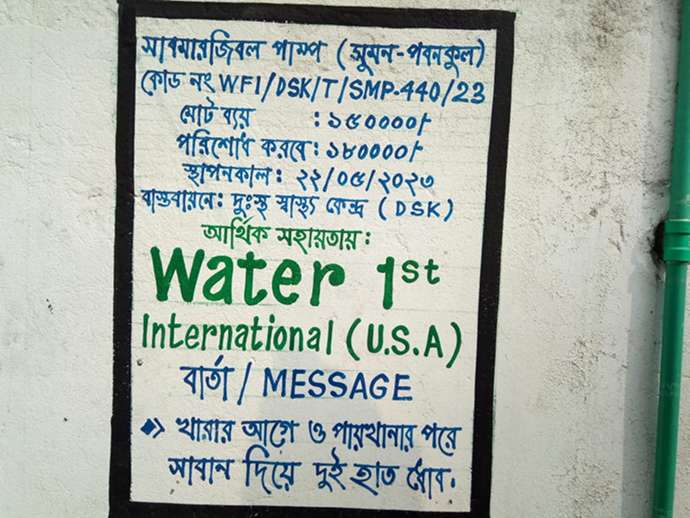 সাবমারজিবল পাম্প (সুমন-পবনকুল)
কোড নং WF1/DSK/T/SMP-440/23
মোট ব্যয় : ১৫০০০০/
পরিশোধ করবে: ১৮০০০০/
স্থাপনকাল: ২২/০৫/২০২৩
বাস্তবায়নে: দুঃস্থ স্বাস্থ্য কেন্দ্র (DSK)
আর্থিক সহায়তায়:
Water 1st
International (U.S.A)
বার্তা / MESSAGE
খাবার আগে ও পায়খানার পরে
সাবান দিয়ে দুই হাত ধোব.